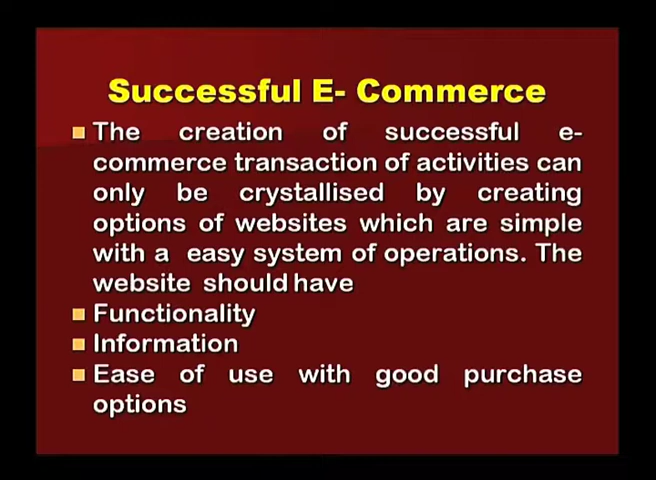 Successful E- Commerce
The creation of successful e-
commerce transaction of activities can
only be crystallised by creating
options of websites which are simple
with a easy system of operations. The
website should have
Functionality
Information
Ease of use with good purchase
options